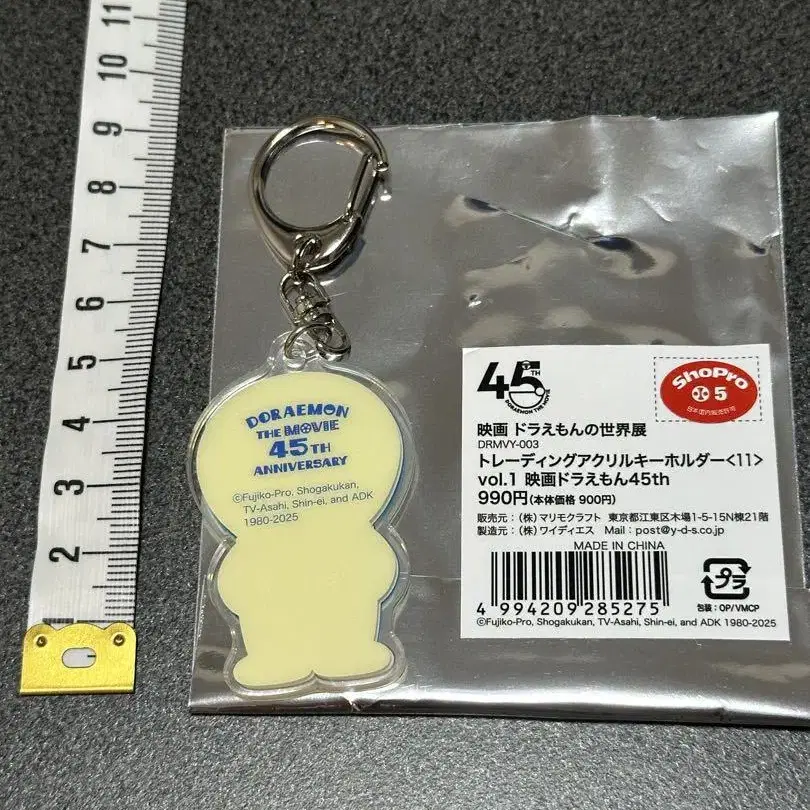 11
10
9
8
7
6
5
4
3
2
DORAEMON
THE MOVIE
45TH
ANNIVERSARY
©Fujiko-Pro, Shogakukan,
TV-Asahi, Shin-ei, and ADK
1980-2025
45TH
DORAEMON THE MOVIE
ShoPro
5
日本国内販売許可
映画 ドラえもんの世界展
DRMVY-003
トレーディングアクリルキーホルダー<11>
vol.1 映画ドラえもん45th
990円(本体価格 900円)
販売元：(株) マリモクラフト 東京都江東区木場1-5-15N棟21階
製造元：(株) ワイディエス Mail：post@y-d-s.co.jp
MADE IN CHINA
4 994209 285275
プラ
包装：OP/VMCP
©Fujiko-Pro, Shogakukan, TV-Asahi, Shin-ei, and ADK 1980-2025